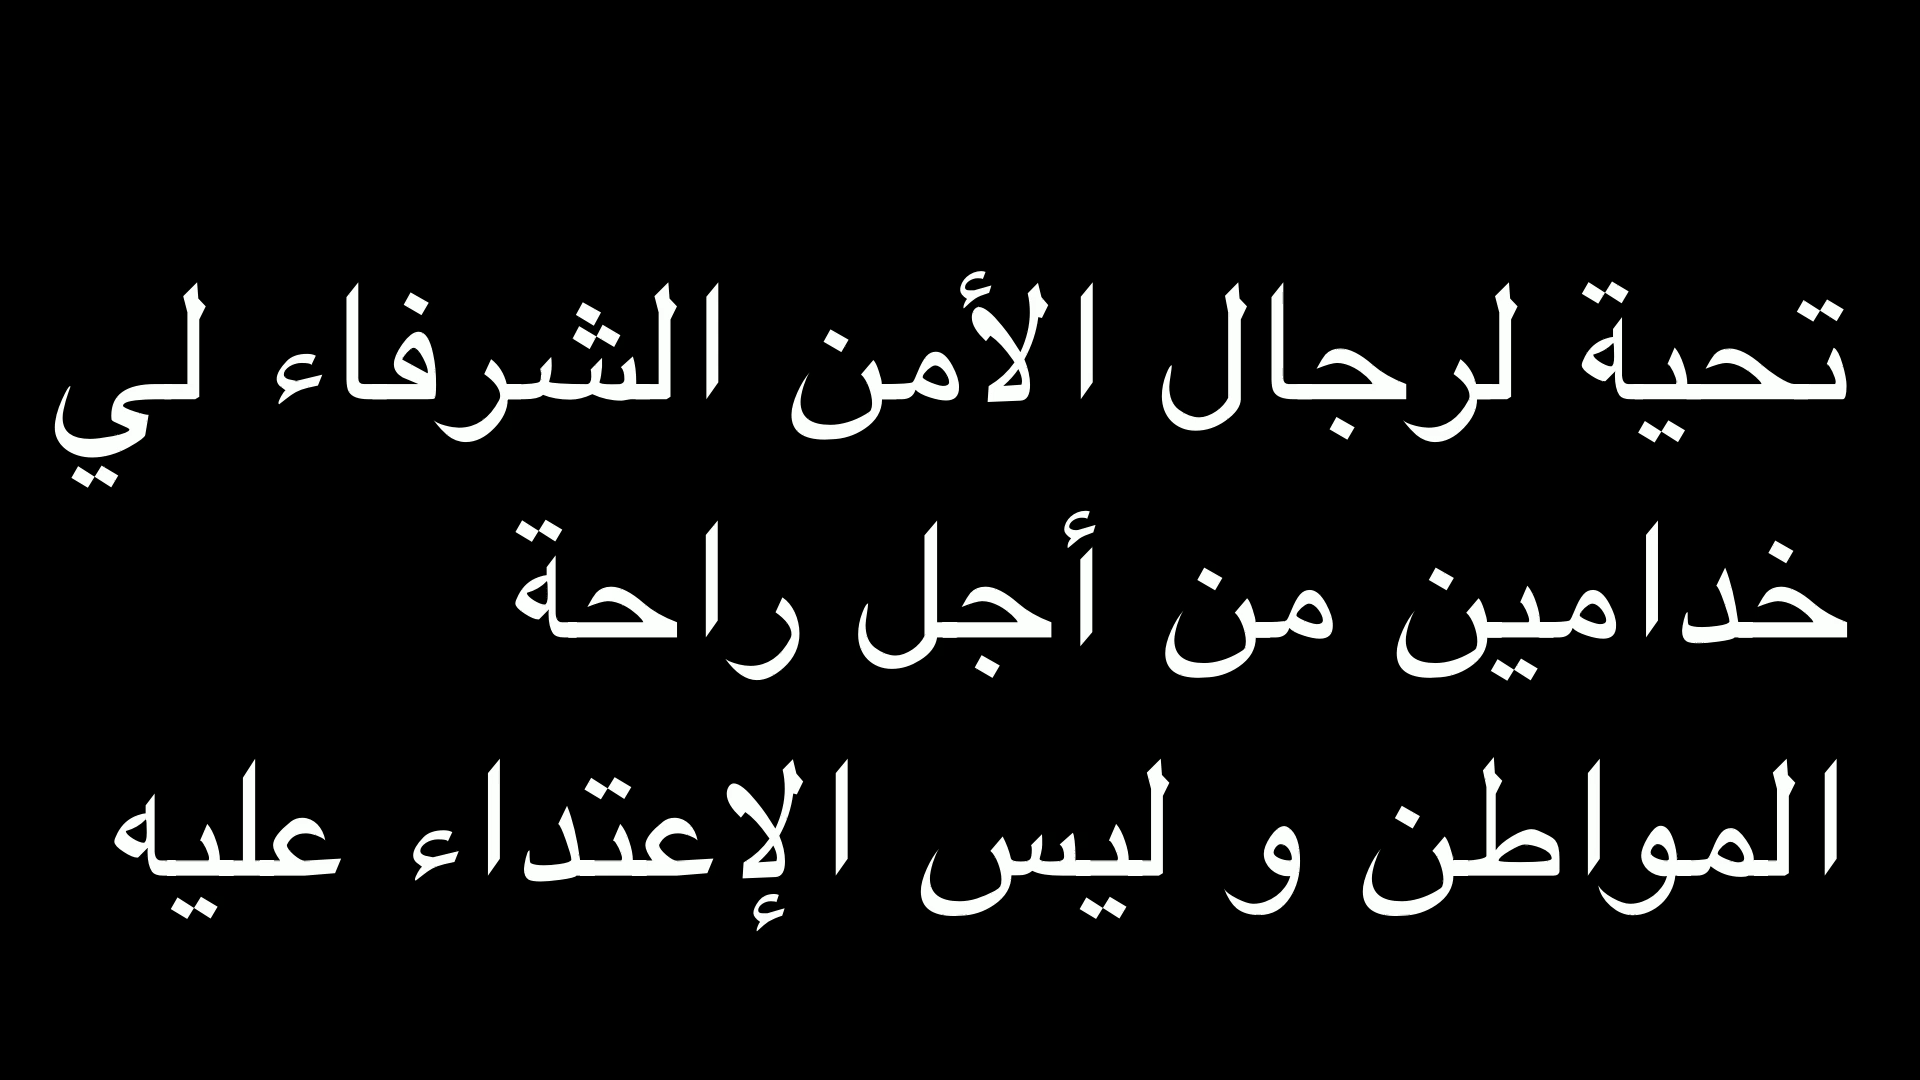 تحية لرجال الأمن الشرفاء لي
خدامين من أجل راحة
المواطن و ليس الإعتداء عليه